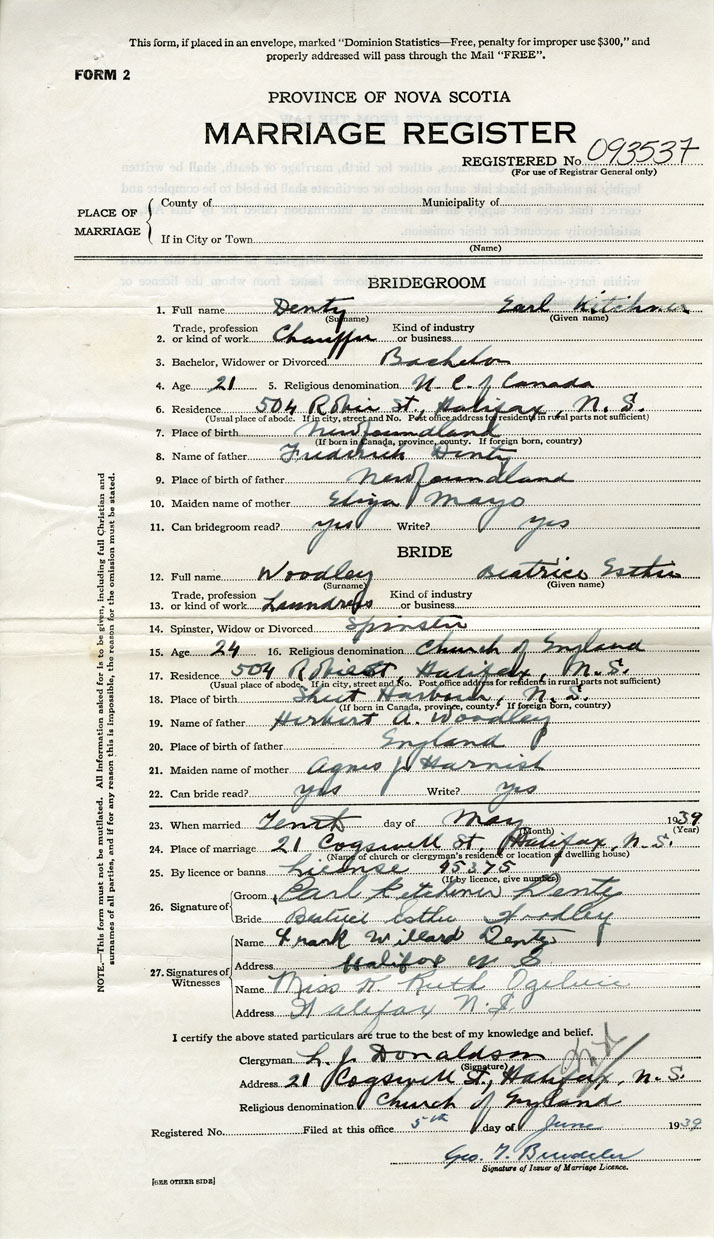 This form, if placed in an envelope, marked "Dominion Statistics—Free, penalty for improper use $300," and
properly addressed will pass through the Mail "FREE".
FORM 2
PROVINCE OF NOVA SCOTIA
MARRIAGE REGISTER
REGISTERED No. 093537
(For use of Registrar General only)
PLACE OF MARRIAGE
County of Municipality of
If in City or Town
(Name)
BRIDEGROOM
1. Full name Denty Earl Kitchner
(Surname) (Given name)
2. Trade, profession or kind of work Chauffer Kind of industry or business
3. Bachelor, Widower or Divorced Bachelor
4. Age 21 5. Religious denomination U. C. of Canada
6. Residence 504 Robie St., Halifax, N. S.
(Usual place of abode. If in city, street and No. Post office address for residents in rural parts not sufficient)
7. Place of birth Newfoundland
(If born in Canada, province, county. If foreign born, country)
8. Name of father Frederick Denty
9. Place of birth of father Newfoundland
10. Maiden name of mother Eliza Mayo
11. Can bridegroom read? yes Write? yes
BRIDE
12. Full name Woodley Beatrice Esther
(Surname) (Given name)
13. Trade, profession or kind of work Laundress Kind of industry or business
14. Spinster, Widow or Divorced Spinster
15. Age 24 16. Religious denomination Church of England
17. Residence 504 Robie St, Halifax, N. S.
(Usual place of abode. If in city, street and No. Post office address for residents in rural parts not sufficient)
18. Place of birth Sheet Harbour, N. S.
(If born in Canada, province, county. If foreign born, country)
19. Name of father Herbert A. Woodley
20. Place of birth of father England
21. Maiden name of mother Agnes J Harnish
22. Can bride read? yes Write? yes
23. When married Tenth day of May 1939
(Month) (Year)
24. Place of marriage 21 Cogswell St, Halifax, N. S.
(Name of church or clergyman's residence or location of dwelling house)
25. By licence or banns License 45375
(If by licence, give number)
26. Signature of Groom Earl Kitchner Denty
Bride Beatrice Esther Woodley
27. Signatures of Witnesses
Name Frank Willard Denty
Address Halifax N S
Name Miss K Ruth Ogilvie
Address Halifax N.S.
I certify the above stated particulars are true to the best of my knowledge and belief.
Clergyman L. J. Donaldson
(Signature)
Address 21 Cogswell St., Halifax, N. S.
Religious denomination Church of England
Registered No. Filed at this office 5th day of June 1939
Geo. T.
Signature of Issuer of Marriage Licence.
[SEE OTHER SIDE]
NOTE.—This form must not be mutilated. All information asked for is to be given, including full Christian and
surnames of all parties, and if for any reason this is impossible, the reason for the omission must be stated.